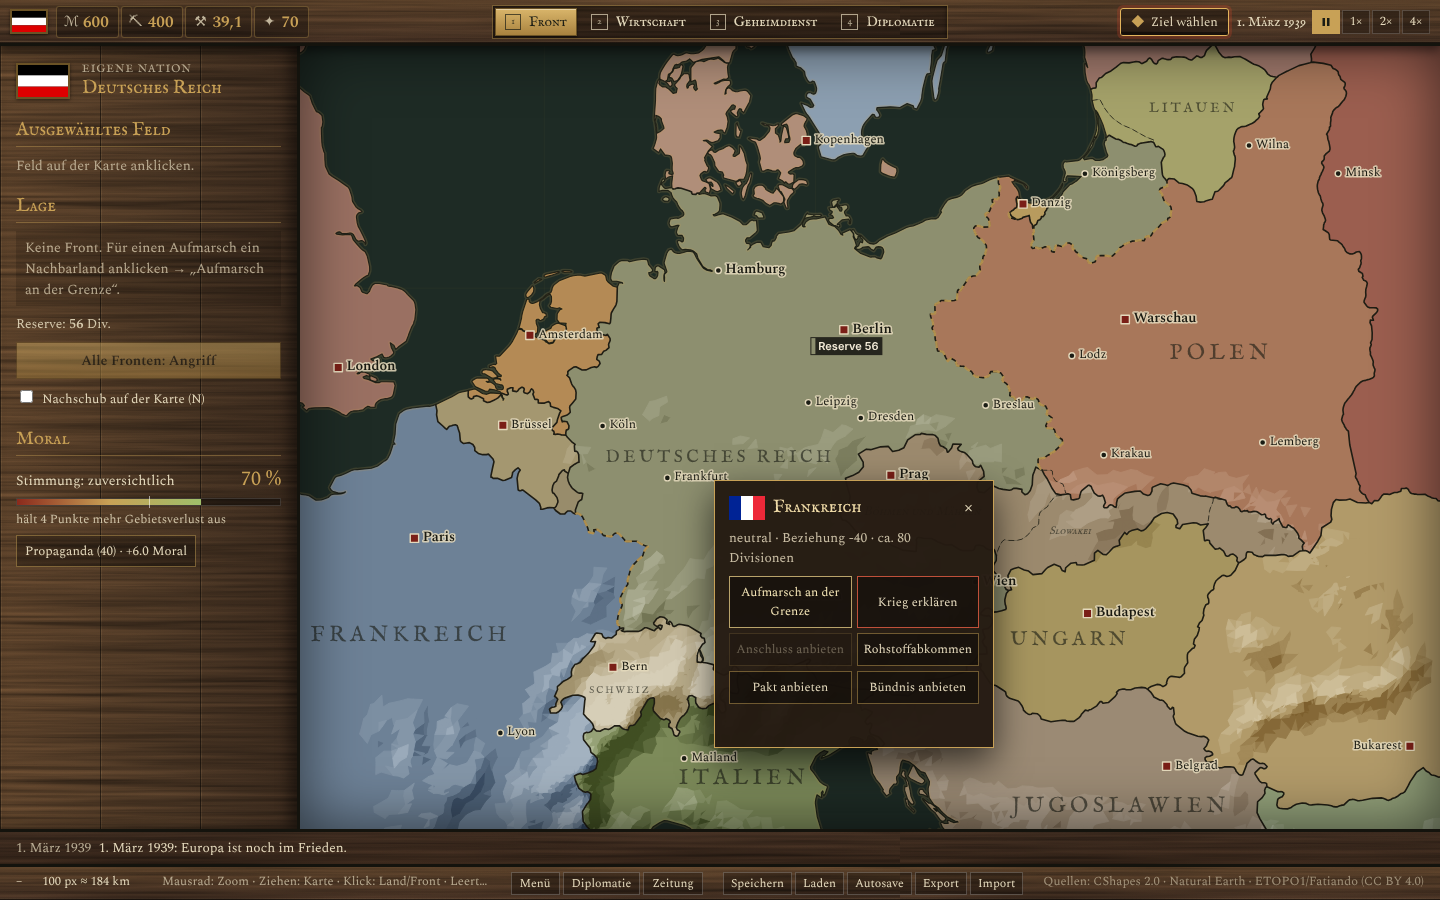 ℳ 600
400
39,1
70
1 Front
2 Wirtschaft
3 Geheimdienst
4 Diplomatie
Ziel wählen
1. März 1939
1×
2×
4×
EIGENE NATION
Deutsches Reich
Ausgewähltes Feld
Feld auf der Karte anklicken.
Lage
Keine Front. Für einen Aufmarsch ein
Nachbarland anklicken → „Aufmarsch
an der Grenze“.
Reserve: 56 Div.
Alle Fronten: Angriff
Nachschub auf der Karte (N)
Moral
Stimmung: zuversichtlich 70 %
hält 4 Punkte mehr Gebietsverlust aus
Propaganda (40) · +6.0 Moral
Kopenhagen
LITAUEN
Wilna
Minsk
Königsberg
Danzig
Hamburg
Berlin
Reserve 56
Warschau
Amsterdam
London
Lodz
POLEN
Leipzig
Dresden
Breslau
Brüssel
Köln
Lemberg
Krakau
DEUTSCHES REICH
Frankfurt
Prag
Paris
Slowakei
Frankreich
×
neutral · Beziehung -40 · ca. 80
Divisionen
Aufmarsch an der
Grenze
Krieg erklären
Anschluss anbieten
Rohstoffabkommen
Pakt anbieten
Bündnis anbieten
ien
Budapest
FRANKREICH
UNGARN
Bern
SCHWEIZ
Lyon
Mailand
ITALIEN
Bukarest
Belgrad
JUGOSLAWIEN
1. März 1939 1. März 1939: Europa ist noch im Frieden.
– 100 px ≈ 184 km
Mausrad: Zoom · Ziehen: Karte · Klick: Land/Front · Leert…
Menü
Diplomatie
Zeitung
Speichern
Laden
Autosave
Export
Import
Quellen: CShapes 2.0 · Natural Earth · ETOPO1/Fatiando (CC BY 4.0)